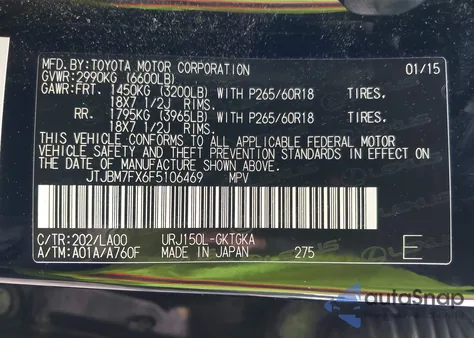 MFD.BY:TOYOTA MOTOR CORPORATION 01/15
GVWR:2990KG (6600LB)
GAWR:FRT. 1450KG (3200LB) WITH P265/60R18 TIRES.
18X7 1/2J RIMS.
RR. 1795KG (3965LB) WITH P265/60R18 TIRES.
18X7 1/2J RIMS.
THIS VEHICLE CONFORMS TO ALL APPLICABLE FEDERAL MOTOR
VEHICLE SAFETY, BUMPER AND
THEFT PREVENTION STANDARDS IN EFFECT ON THE DATE OF
MANUFACTURE SHOWN ABOVE.
JTJBM7FX6F5106469 MPV
C/TR:202/LA00 URJ150L-GKTGKA
A/TM:A01A/A760F MADE IN JAPAN 275 E
autoSnap